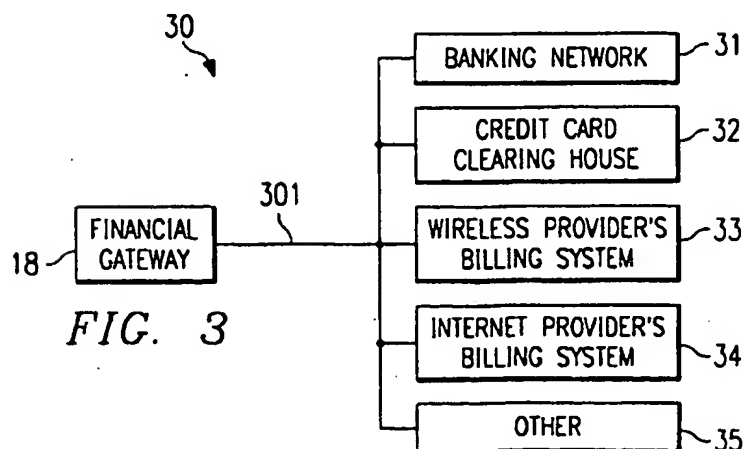 30
BANKING NETWORK
31
CREDIT CARD
CLEARING HOUSE
32
301
FINANCIAL
GATEWAY
18
WIRELESS PROVIDER'S
BILLING SYSTEM
33
FIG. 3
INTERNET PROVIDER'S
BILLING SYSTEM
34
OTHER
35